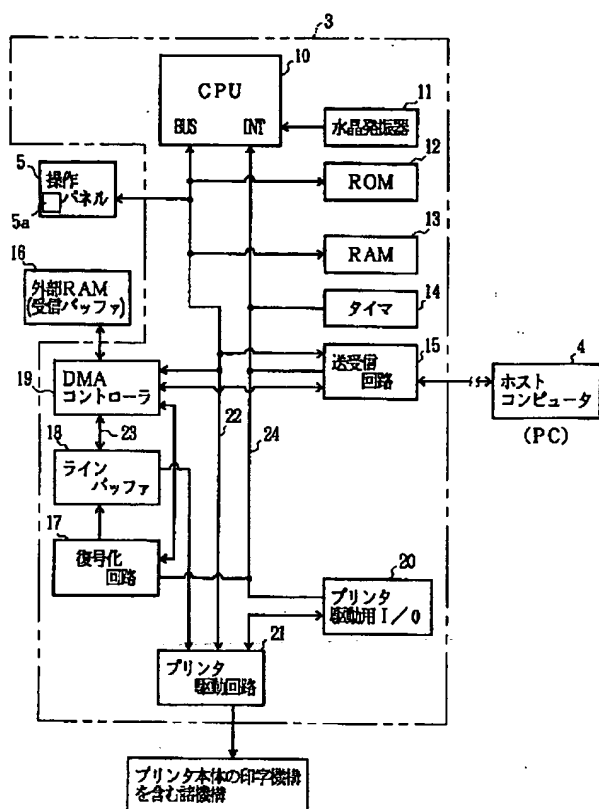 3
10
CPU
BUS INT
11
水晶発振器
12
ROM
5
操作
パネル
5a
13
RAM
16
外部RAM
(受信バッファ)
タイマ
14
15
送受信
回路
4
ホスト
コンピュータ
(PC)
19
DMA
コントローラ
22
24
18
23
ライン
バッファ
17
復号化
回路
20
プリンタ
駆動用I/O
21
プリンタ
駆動回路
プリンタ本体の印字機構
を含む諸機構